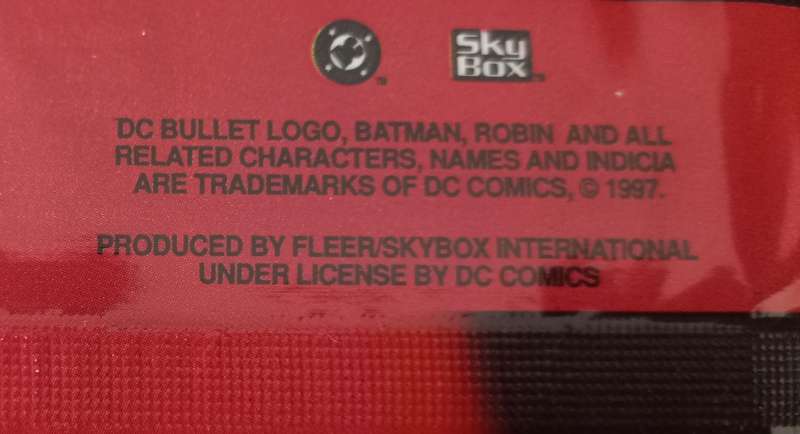 Sky
Box TM
DC BULLET LOGO, BATMAN, ROBIN AND ALL
RELATED CHARACTERS, NAMES AND INDICIA
ARE TRADEMARKS OF DC COMICS, © 1997.
PRODUCED BY FLEER/SKYBOX INTERNATIONAL
UNDER LICENSE BY DC COMICS